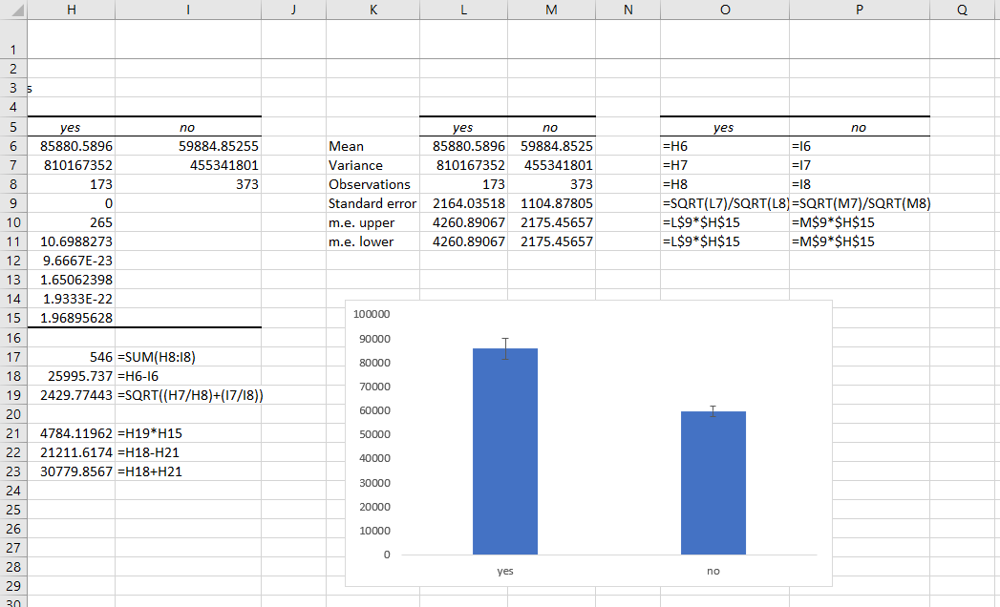 H I J K L M N O P Q
1
2
3 s
4
5 yes no yes no yes no
6 85880.5896 59884.85255 Mean 85880.5896 59884.8525 =H6 =I6
7 810167352 455341801 Variance 810167352 455341801 =H7 =I7
8 173 373 Observations 173 373 =H8 =I8
9 0 Standard error 2164.03518 1104.87805 =SQRT(L7)/SQRT(L8) =SQRT(M7)/SQRT(M8)
10 265 m.e. upper 4260.89067 2175.45657 =L$9*$H$15 =M$9*$H$15
11 10.6988273 m.e. lower 4260.89067 2175.45657 =L$9*$H$15 =M$9*$H$15
12 9.6667E-23
13 1.65062398
14 1.9333E-22
15 1.96895628
16
17 546 =SUM(H8:I8)
18 25995.737 =H6-I6
19 2429.77443 =SQRT((H7/H8)+(I7/I8))
20
21 4784.11962 =H19*H15
22 21211.6174 =H18-H21
23 30779.8567 =H18+H21
24
25
26
27
28
29
30
100000
90000
80000
70000
60000
50000
40000
30000
20000
10000
0
yes no